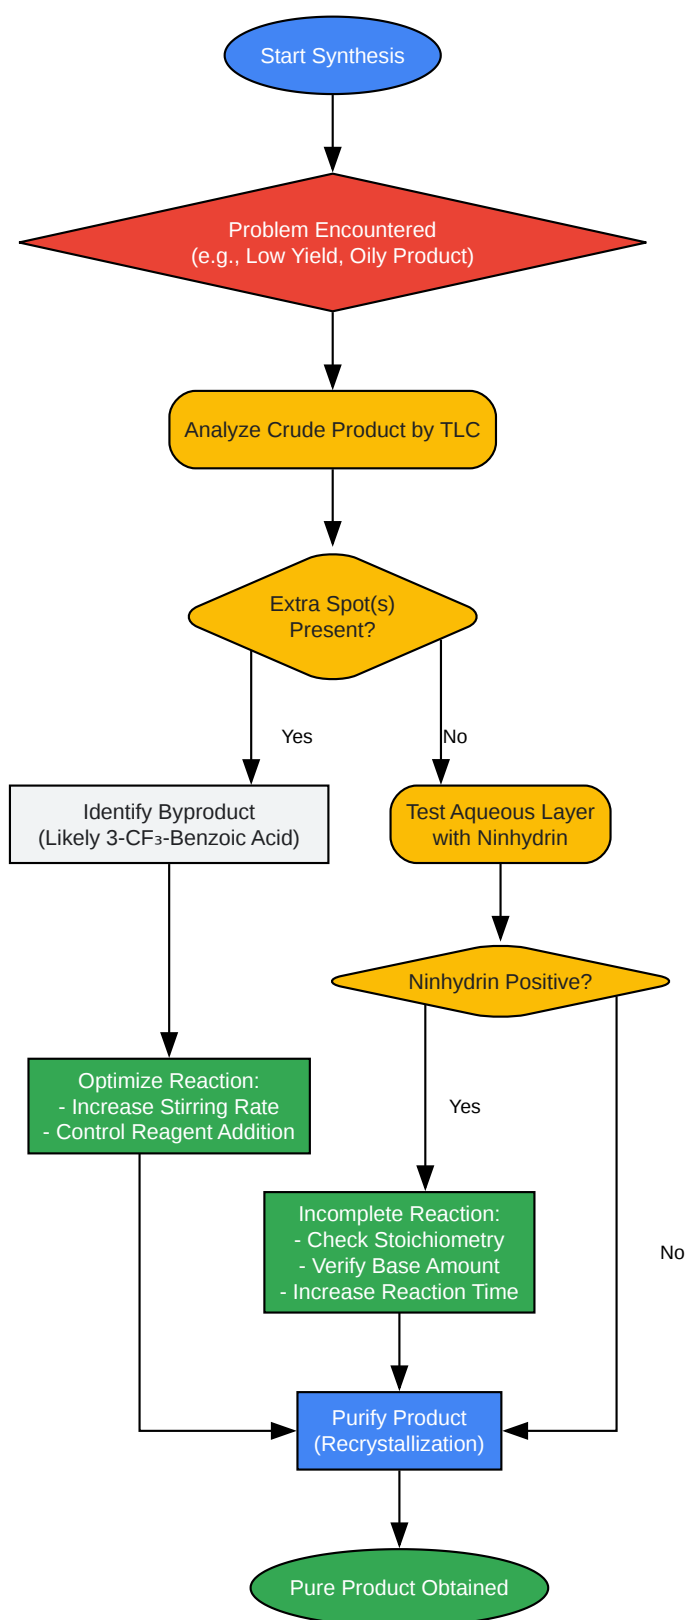 Start Synthesis
Problem Encountered
(e.g., Low Yield, Oily Product)
Analyze Crude Product by TLC
Extra Spot(s)
Present?
Yes
No
Identify Byproduct
(Likely 3-CF₃-Benzoic Acid)
Test Aqueous Layer
with Ninhydrin
Ninhydrin Positive?
Optimize Reaction:
- Increase Stirring Rate
- Control Reagent Addition
Yes
Incomplete Reaction:
- Check Stoichiometry
- Verify Base Amount
- Increase Reaction Time
No
Purify Product
(Recrystallization)
Pure Product Obtained